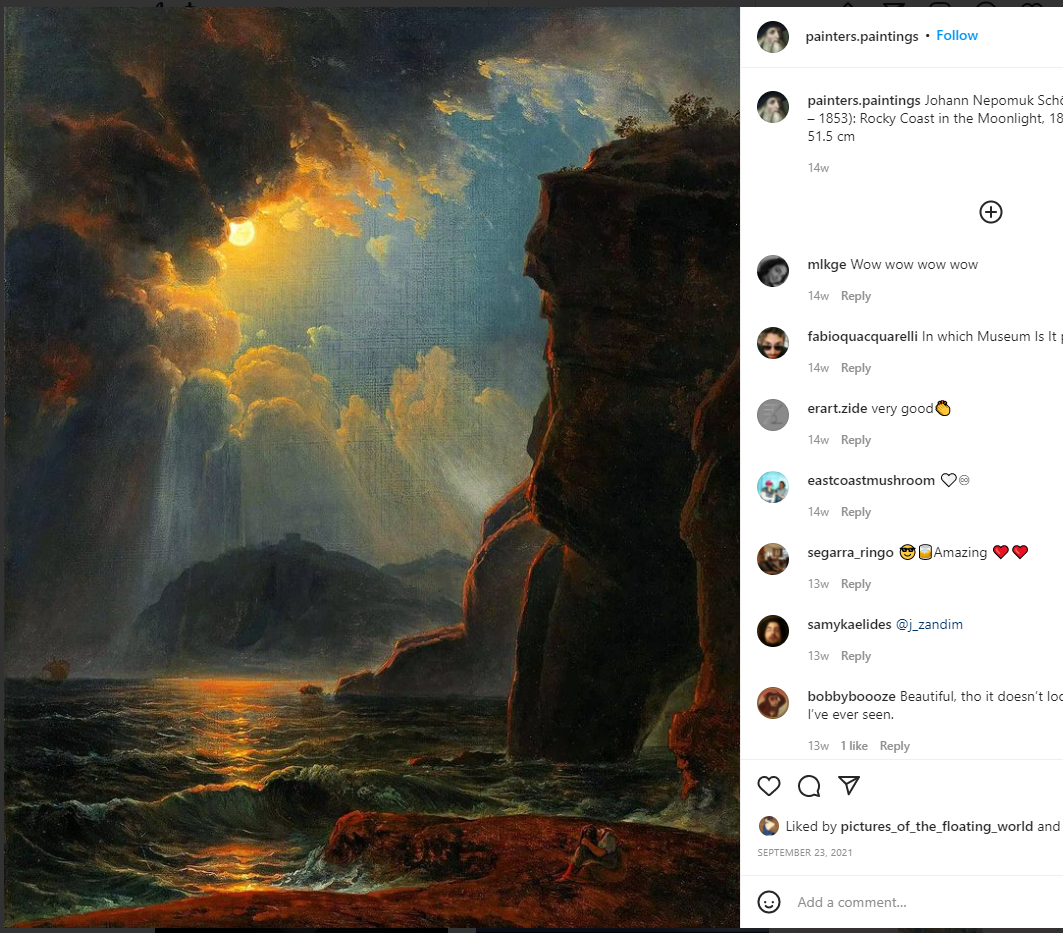 painters.paintings • Follow
painters.paintings Johann Nepomuk Schö
– 1853): Rocky Coast in the Moonlight, 18
51.5 cm
14w
mlkge Wow wow wow wow
14w Reply
fabioquacquarelli In which Museum Is It p
14w Reply
erart.zide very good👏
14w Reply
eastcoastmushroom 🤍♾
14w Reply
segarra_ringo 😎🥃Amazing ❤️❤️
13w Reply
samykaelides @j_zandim
13w Reply
bobbyboooze Beautiful, tho it doesn't loo
I've ever seen.
13w 1 like Reply
Liked by pictures_of_the_floating_world and
SEPTEMBER 23, 2021
Add a comment...